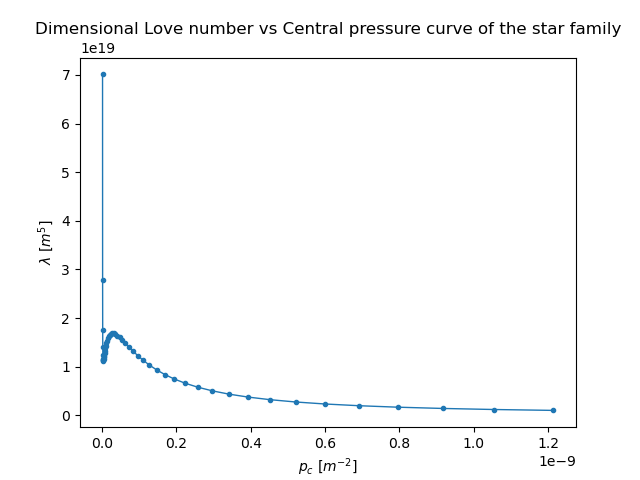 Dimensional Love number vs Central pressure curve of the star family
1e19
7
6
5
4
3
2
1
0
λ [m⁵]
0.0 0.2 0.4 0.6 0.8 1.0 1.2
1e−9
p_c [m⁻²]